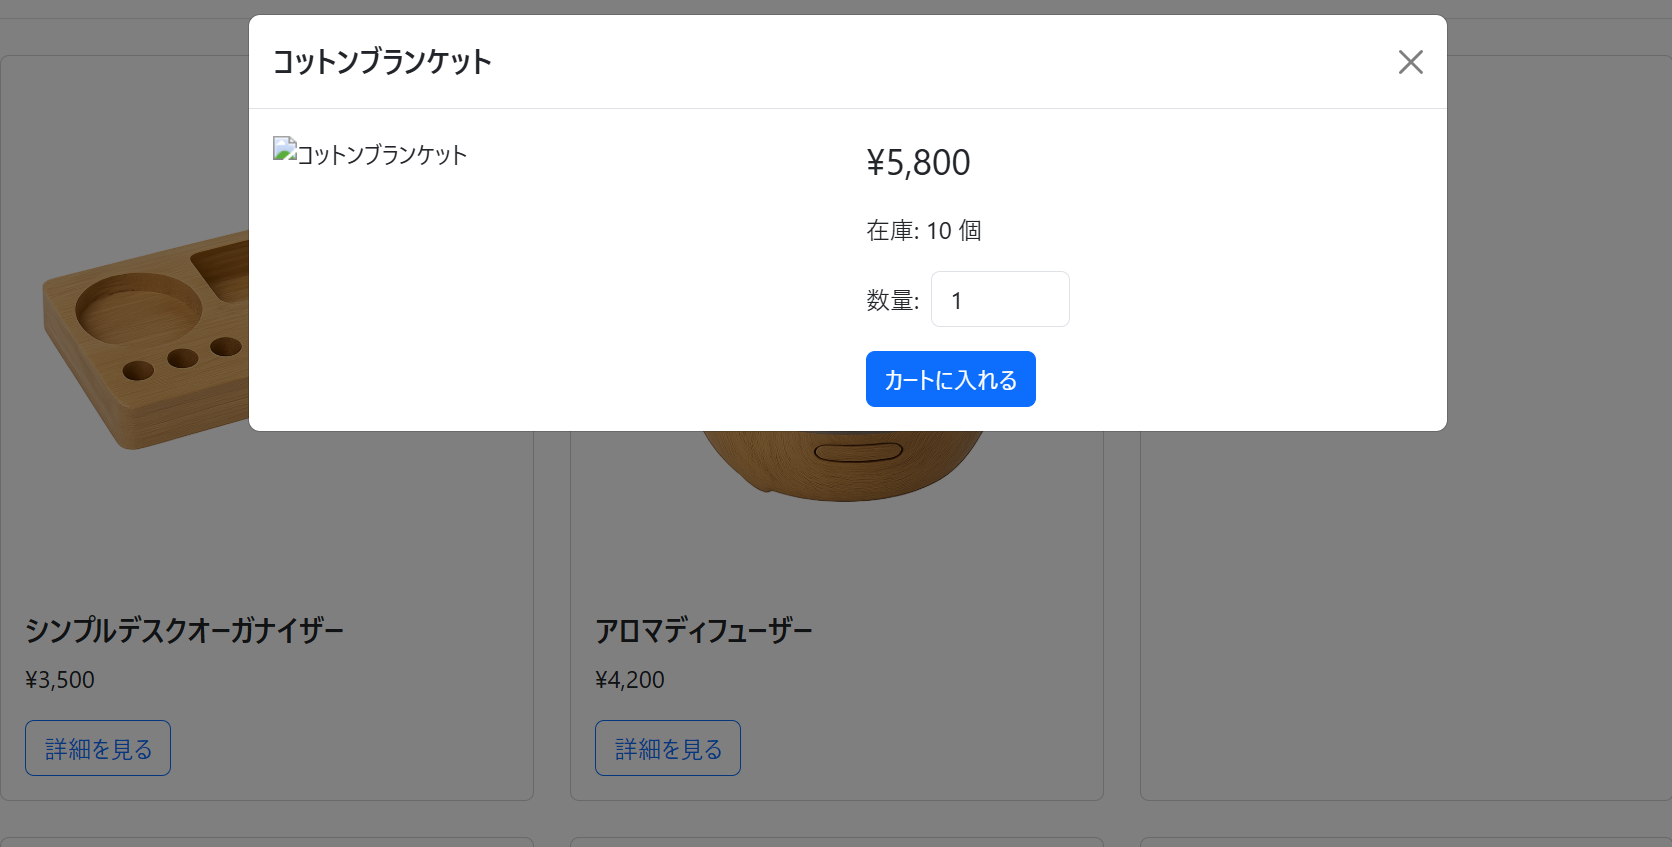 コットンブランケット
コットンブランケット
¥5,800
在庫: 10 個
数量: 1
カートに入れる
シンプルデスクオーガナイザー
¥3,500
詳細を見る
アロマディフューザー
¥4,200
詳細を見る